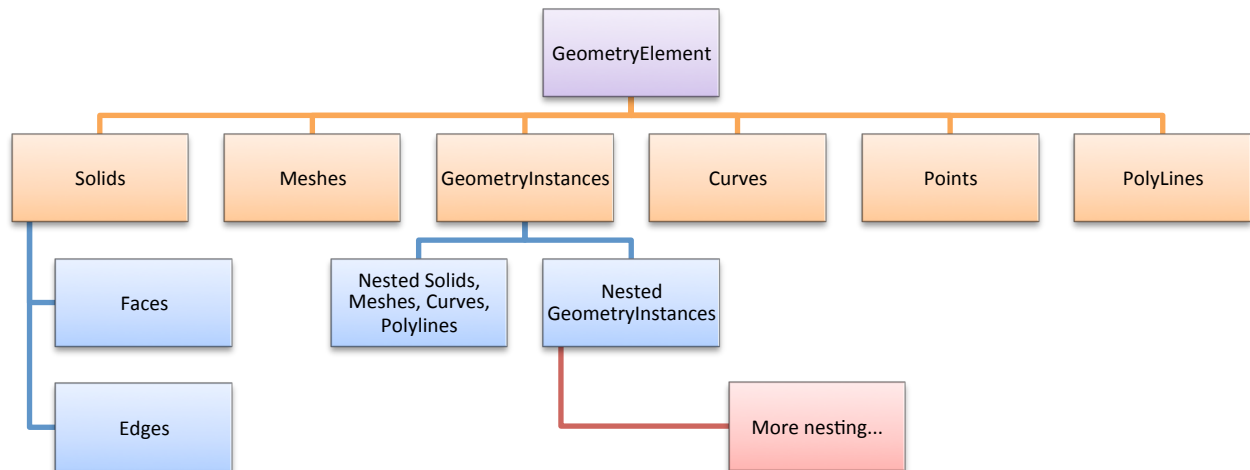 GeometryElement
Solids
Meshes
GeometryInstances
Curves
Points
PolyLines
Faces
Nested Solids,
Meshes, Curves,
Polylines
Nested
GeometryInstances
Edges
More nesting...